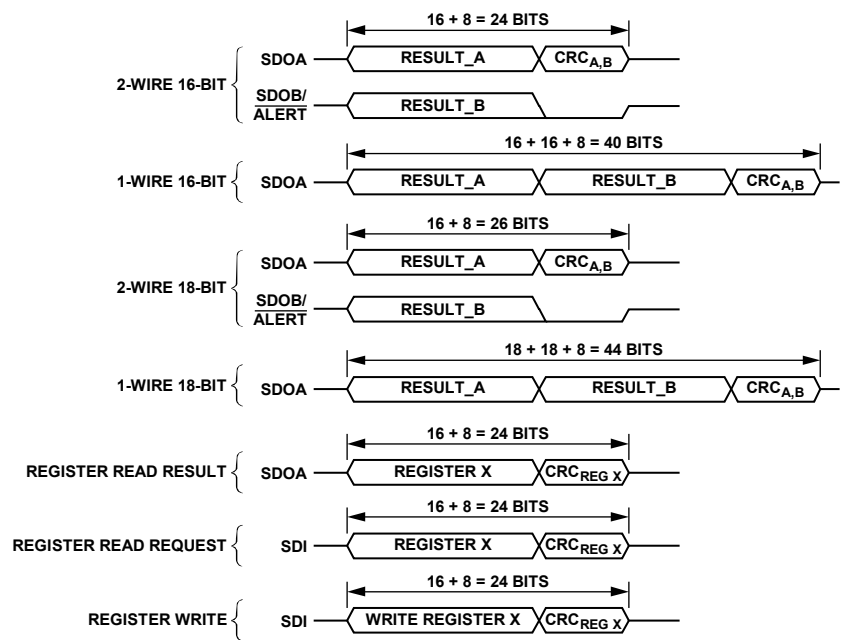 16 + 8 = 24 BITS
2-WIRE 16-BIT
SDOA
RESULT_A
CRCA,B
SDOB/
ALERT
RESULT_B
16 + 16 + 8 = 40 BITS
1-WIRE 16-BIT
SDOA
RESULT_A
RESULT_B
CRCA,B
16 + 8 = 26 BITS
2-WIRE 18-BIT
SDOA
RESULT_A
CRCA,B
SDOB/
ALERT
RESULT_B
18 + 18 + 8 = 44 BITS
1-WIRE 18-BIT
SDOA
RESULT_A
RESULT_B
CRCA,B
16 + 8 = 24 BITS
REGISTER READ RESULT
SDOA
REGISTER X
CRCREG X
16 + 8 = 24 BITS
REGISTER READ REQUEST
SDI
REGISTER X
CRCREG X
16 + 8 = 24 BITS
REGISTER WRITE
SDI
WRITE REGISTER X
CRCREG X